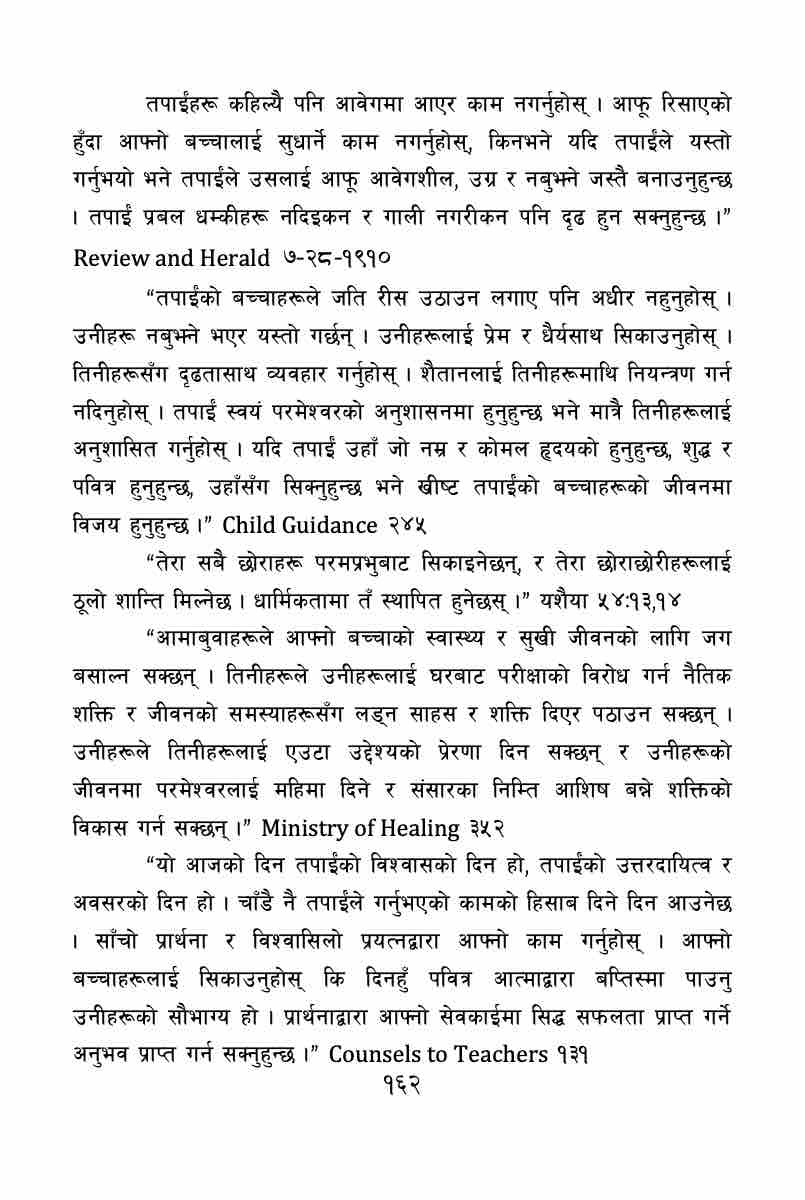 तपाईंहरू कहिल्यै पनि आवेगमा आएर काम नगर्नुहोस् । आफू रिसाएको
हुँदा आफ्नो बच्चालाई सुधार्ने काम नगर्नुहोस्, किनभने यदि तपाईंले यस्तो
गर्नुभयो भने तपाईंले उसलाई आफू आवेगशील, उग्र र नबुझ्ने जस्तै बनाउनुहुन्छ
। तपाईं प्रबल धम्कीहरू नदिइकन र गाली नगरीकन पनि दृढ हुन सक्नुहुन्छ ।”
Review and Herald ७-२८-१९१०
“तपाईंको बच्चाहरूले जति रीस उठाउन लगाए पनि अधीर नहुनुहोस् ।
उनीहरू नबुझ्ने भएर यस्तो गर्छन् । उनीहरूलाई प्रेम र धैर्यसाथ सिकाउनुहोस् ।
तिनीहरूसँग दृढतासाथ व्यवहार गर्नुहोस् । शैतानलाई तिनीहरूमाथि नियन्त्रण गर्न
नदिनुहोस् । तपाईं स्वयं परमेश्वरको अनुशासनमा हुनुहुन्छ भने मात्रै तिनीहरूलाई
अनुशासित गर्नुहोस् । यदि तपाईं उहाँ जो नम्र र कोमल हृदयको हुनुहुन्छ, शुद्ध र
पवित्र हुनुहुन्छ, उहाँसँग सिक्नुहुन्छ भने ख्रीष्ट तपाईंको बच्चाहरूको जीवनमा
विजय हुनुहुन्छ ।” Child Guidance २४५
“तेरा सबै छोराहरू परमप्रभुबाट सिकाइनेछन्, र तेरा छोराछोरीहरूलाई
ठूलो शान्ति मिल्नेछ । धार्मिकतामा तँ स्थापित हुनेछस् ।” यशैया ५४:१३,१४
“आमाबुवाहरूले आफ्नो बच्चाको स्वास्थ्य र सुखी जीवनको लागि जग
बसाल्न सक्छन् । तिनीहरूले उनीहरूलाई घरबाट परीक्षाको विरोध गर्न नैतिक
शक्ति र जीवनको समस्याहरूसँग लड्न साहस र शक्ति दिएर पठाउन सक्छन् ।
उनीहरूले तिनीहरूलाई एउटा उद्देश्यको प्रेरणा दिन सक्छन् र उनीहरूको
जीवनमा परमेश्वरलाई महिमा दिने र संसारका निम्ति आशिष बन्ने शक्तिको
विकास गर्न सक्छन् ।” Ministry of Healing ३५२
“यो आजको दिन तपाईंको विश्वासको दिन हो, तपाईंको उत्तरदायित्व र
अवसरको दिन हो । चाँडै नै तपाईंले गर्नुभएको कामको हिसाब दिने दिन आउनेछ
। साँचो प्रार्थना र विश्वासिलो प्रयत्नद्वारा आफ्नो काम गर्नुहोस् । आफ्नो
बच्चाहरूलाई सिकाउनुहोस् कि दिनहुँ पवित्र आत्माद्वारा बप्तिस्मा पाउनु
उनीहरूको सौभाग्य हो । प्रार्थनाद्वारा आफ्नो सेवकाईमा सिद्ध सफलता प्राप्त गर्ने
अनुभव प्राप्त गर्न सक्नुहुन्छ ।” Counsels to Teachers १३१
१६२